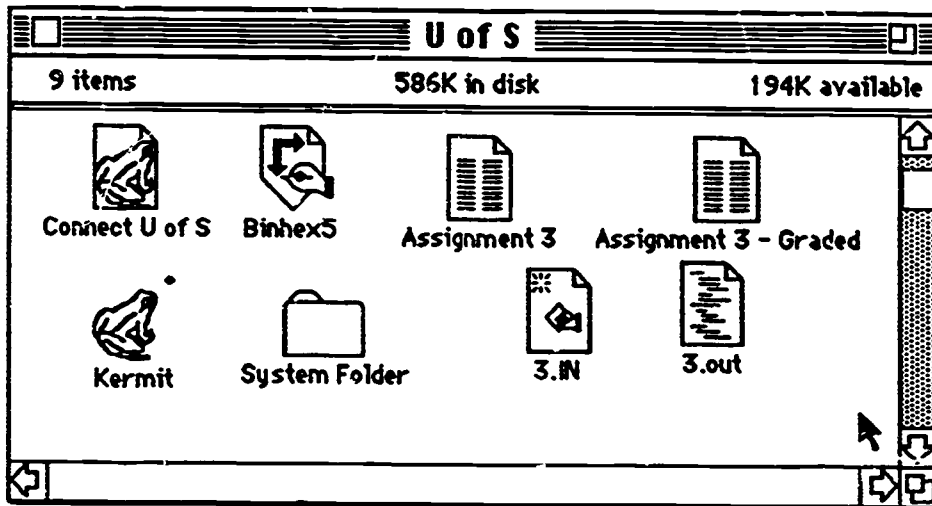 U of S
9 items 586K in disk 194K available
Connect U of S Binhex5 Assignment 3 Assignment 3 - Graded
Kermit System Folder 3.IN 3.out